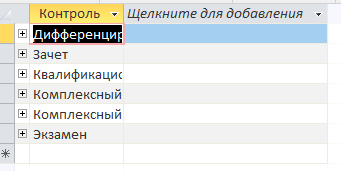 Контроль Щелкните для добавления
Дифференцир
Зачет
Квалификацис
Комплексный
Комплексный
Экзамен